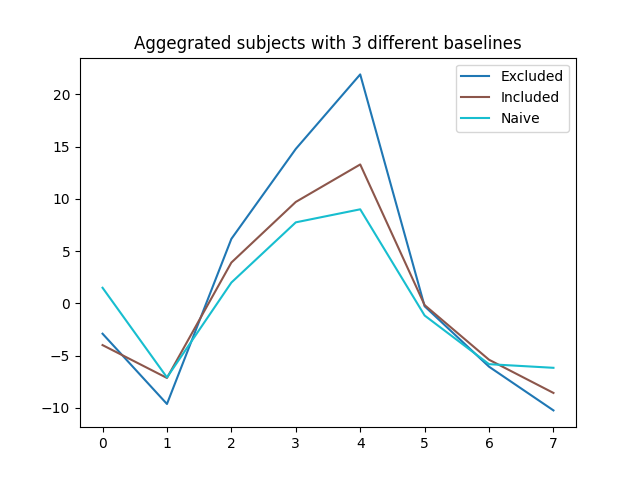 Aggegrated subjects with 3 different baselines
Excluded
Included
Naive
20
15
10
5
0
−5
−10
0 1 2 3 4 5 6 7